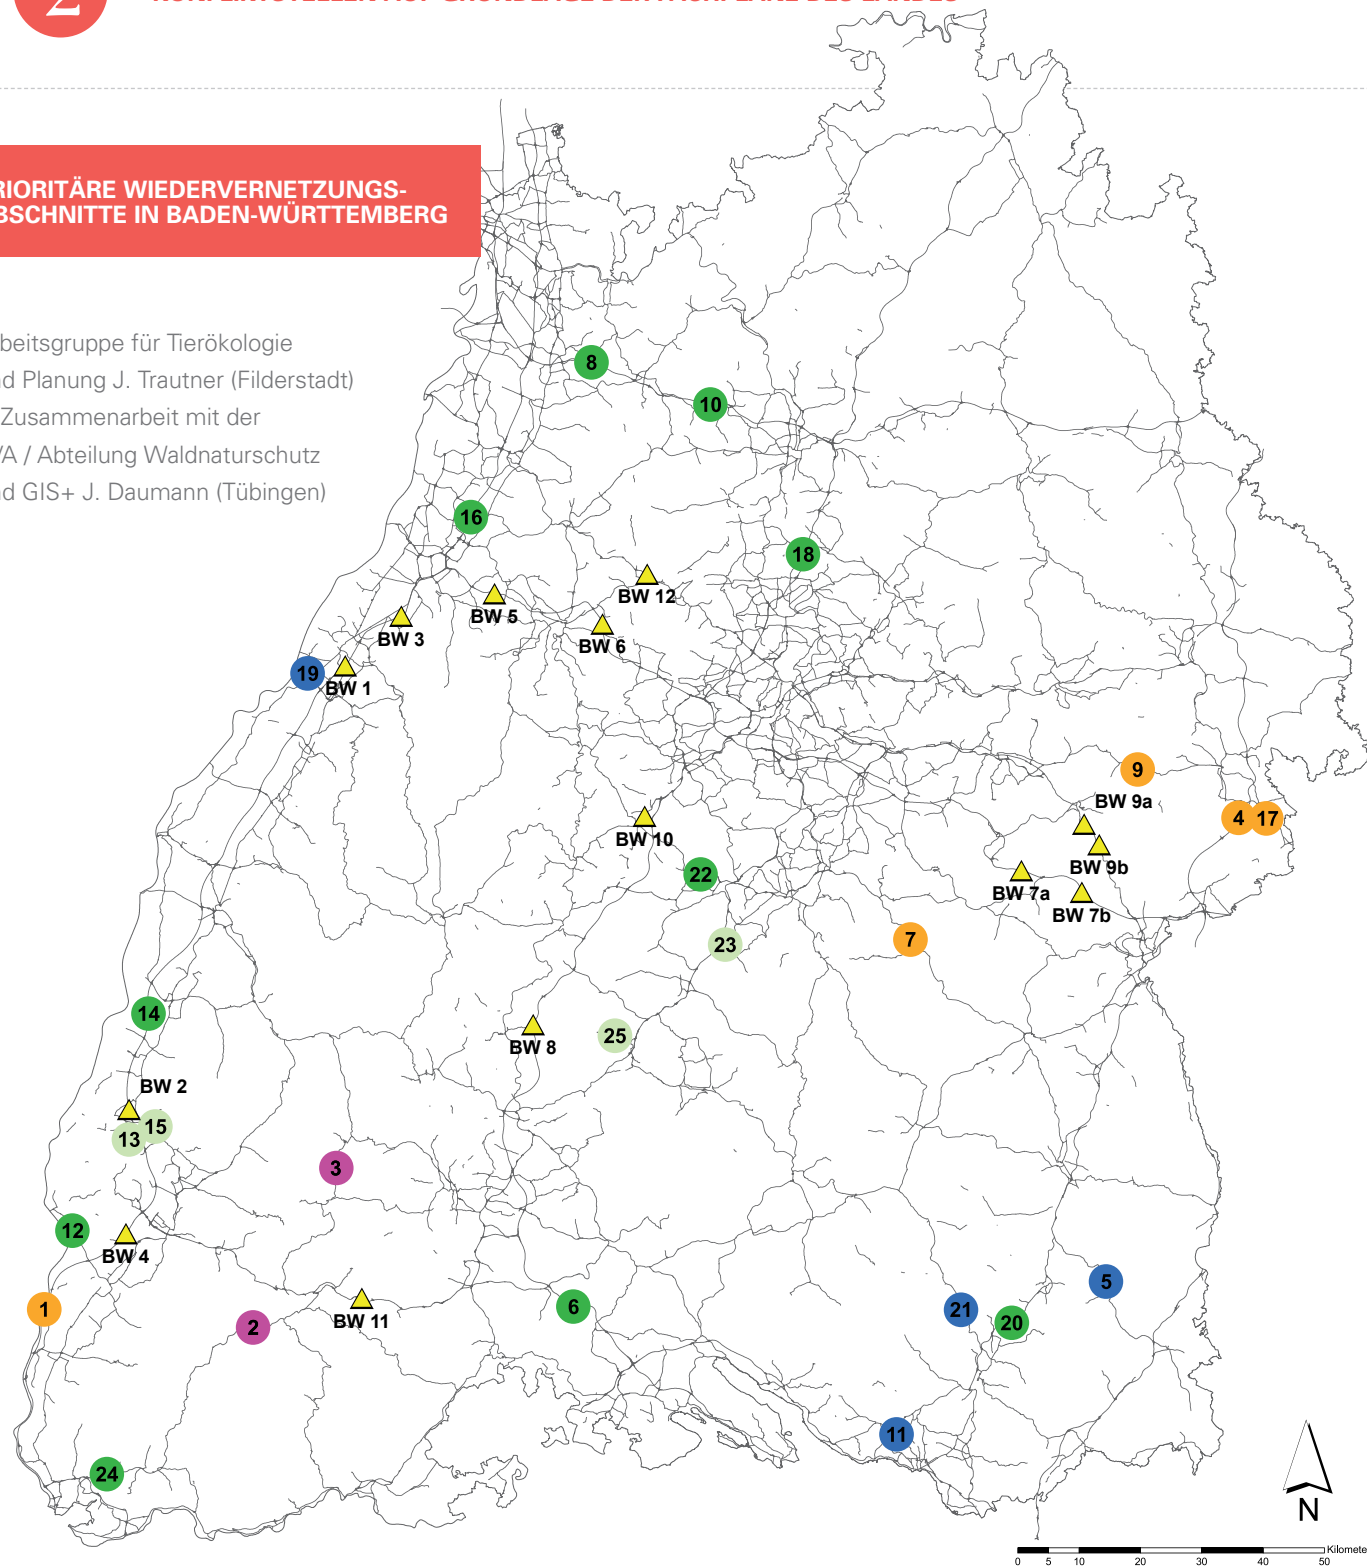 2
RIORITÄRE WIEDERVERNETZUNGS-
BSCHNITTE IN BADEN-WÜRTTEMBERG
beitsgruppe für Tierökologie
nd Planung J. Trautner (Filderstadt)
Zusammenarbeit mit der
VA / Abteilung Waldnaturschutz
nd GIS+ J. Daumann (Tübingen)
8
10
16
18
BW 12
BW 5
BW 3
BW 6
19
BW 1
9
BW 9a
4
17
BW 10
BW 9b
22
BW 7a
BW 7b
23
7
14
25
BW 8
BW 2
15
13
3
12
BW 4
5
1
6
21
20
2
BW 11
11
24
N
Kilomete
0 5 10 20 30 40 50